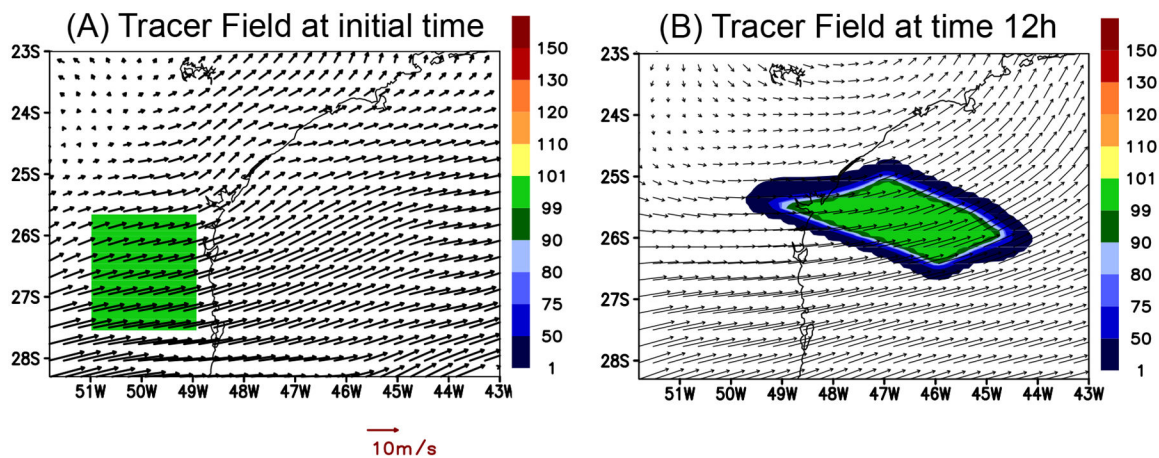 (A) Tracer Field at initial time
23S
24S
25S
26S
27S
28S
51W 50W 49W 48W 47W 46W 45W 44W 43W
150
130
120
110
101
99
90
80
75
50
1
10m/s
(B) Tracer Field at time 12h
23S
24S
25S
26S
27S
28S
51W 50W 49W 48W 47W 46W 45W 44W 43W
150
130
120
110
101
99
90
80
75
50
1